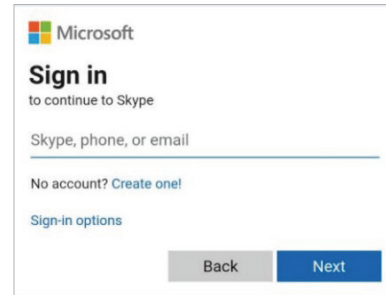 Microsoft
Sign in
to continue to Skype
Skype, phone, or email
No account? Create one!
Sign-in options
Back Next